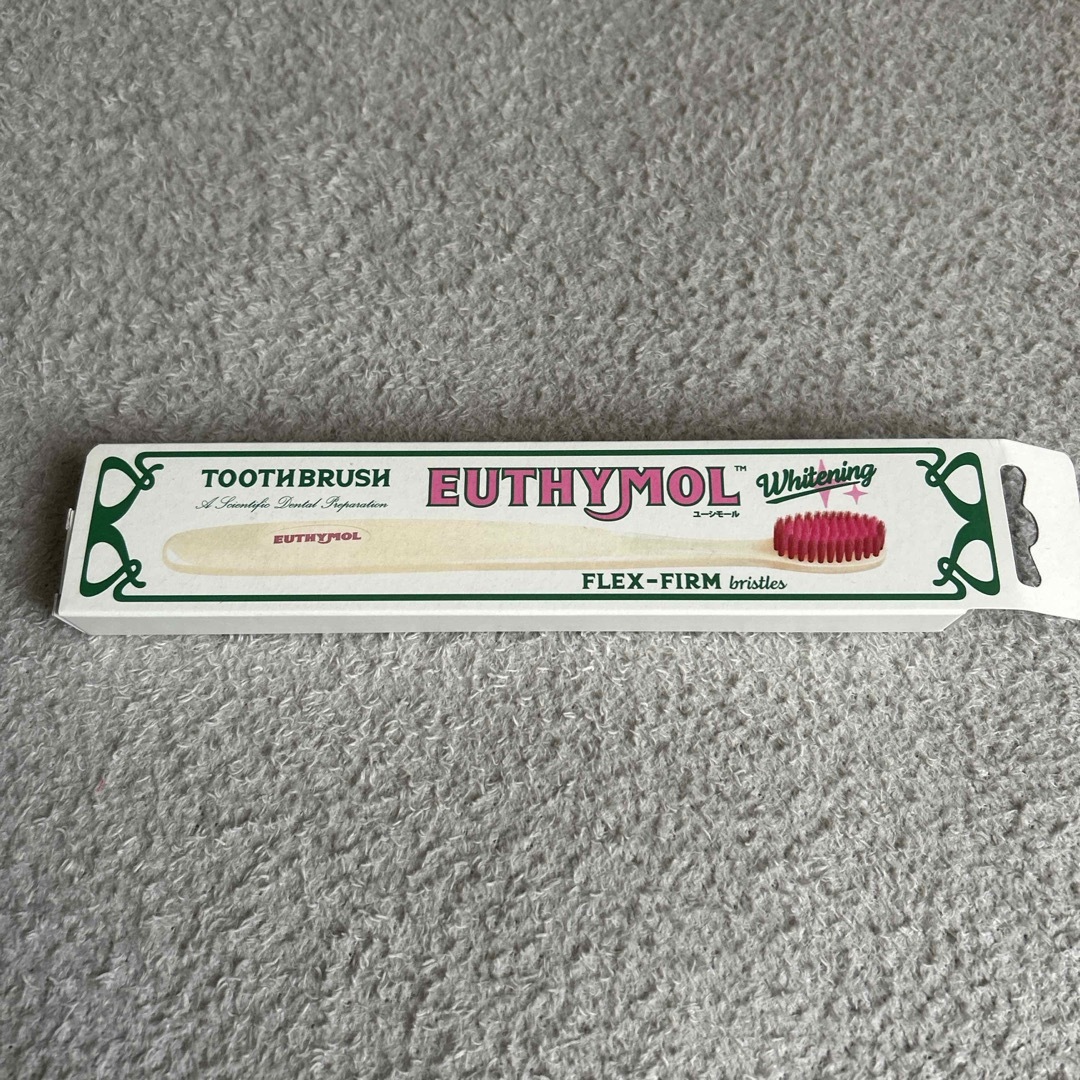 TOOTHBRUSH
A Scientific Dental Preparation
EUTHYMOL™
ユーシモール
Whitening
EUTHYMOL
FLEX-FIRM bristles